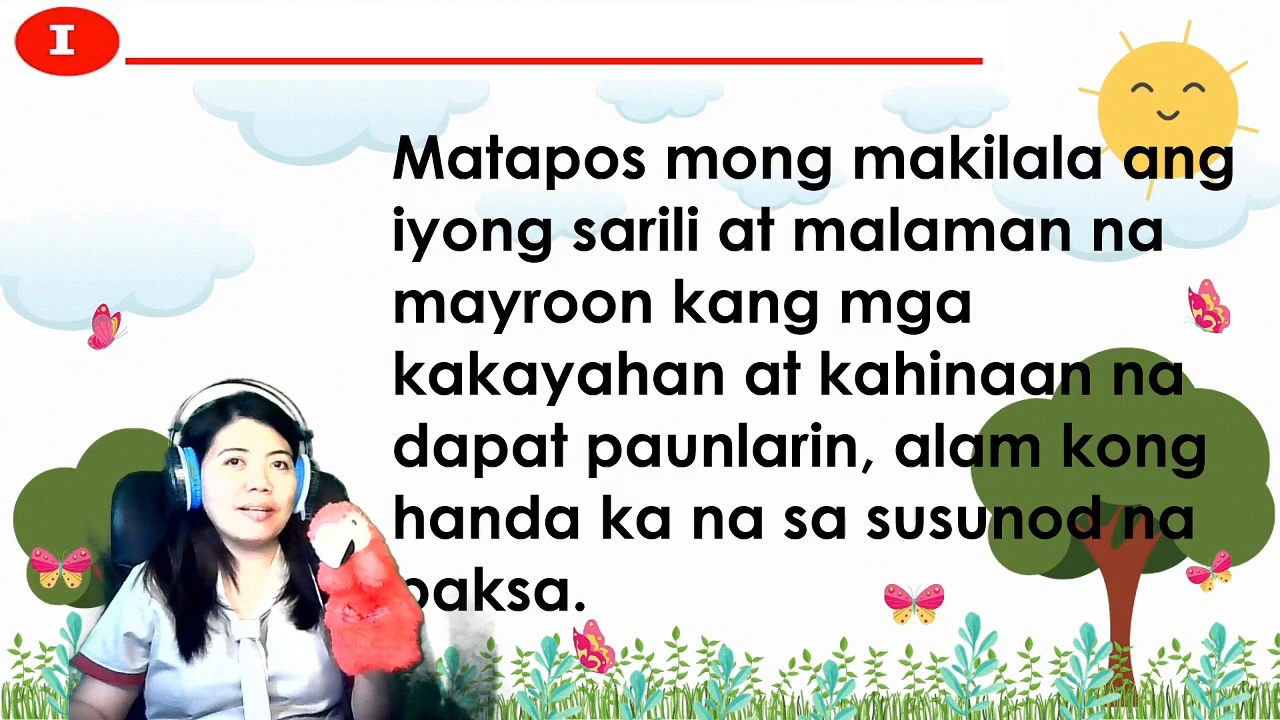 I
Matapos mong makilala ang
iyong sarili at malaman na
mayroon kang mga
kakayahan at kahinaan na
dapat paunlarin, alam kong
handa ka na sa susunod na
paksa.